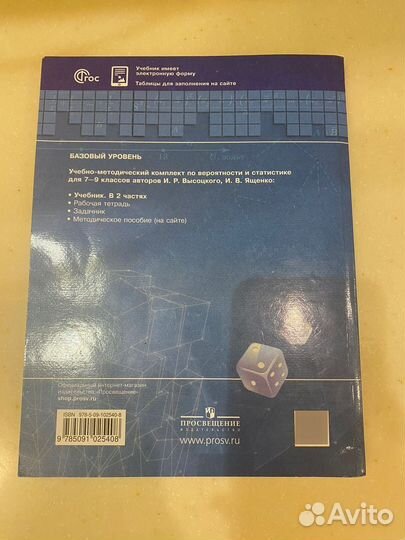 ФГОС
Учебник имеет
электронную форму
Таблицы для заполнения на сайте
БАЗОВЫЙ УРОВЕНЬ
Учебно-методический комплект по вероятности и статистике
для 7—9 классов авторов И. Р. Высоцкого, И. В. Ященко:
• Учебник. В 2 частях
• Рабочая тетрадь
• Задачник
• Методическое пособие (на сайте)
Официальный интернет-магазин
издательства «Просвещение»
shop.prosv.ru
ISBN 978-5-09-102540-8
9 785091 025408
ПРОСВЕЩЕНИЕ
ИЗДАТЕЛЬСТВО
www.prosv.ru
Avito